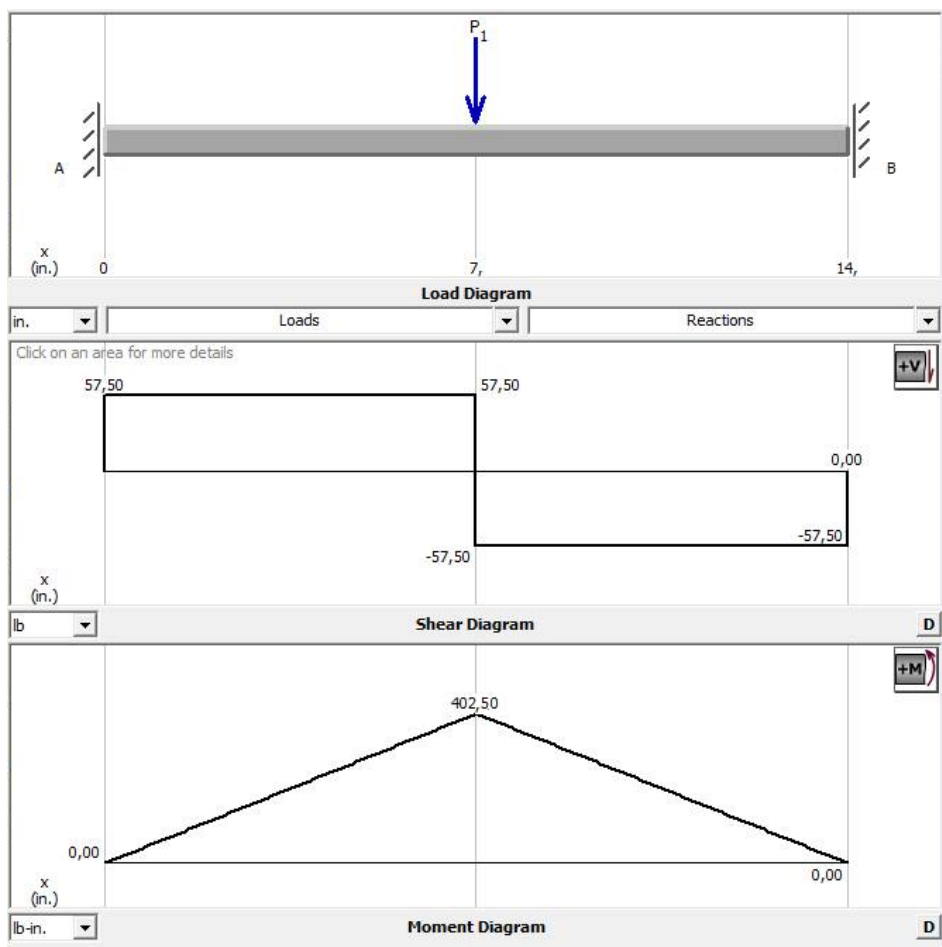 P1
A
B
x
(in.)
0
7,
14,
Load Diagram
in.
Loads
Reactions
Click on an area for more details
+V
57,50
57,50
0,00
-57,50
-57,50
x
(in.)
lb
Shear Diagram
D
+M
402,50
0,00
0,00
x
(in.)
lb-in.
Moment Diagram
D